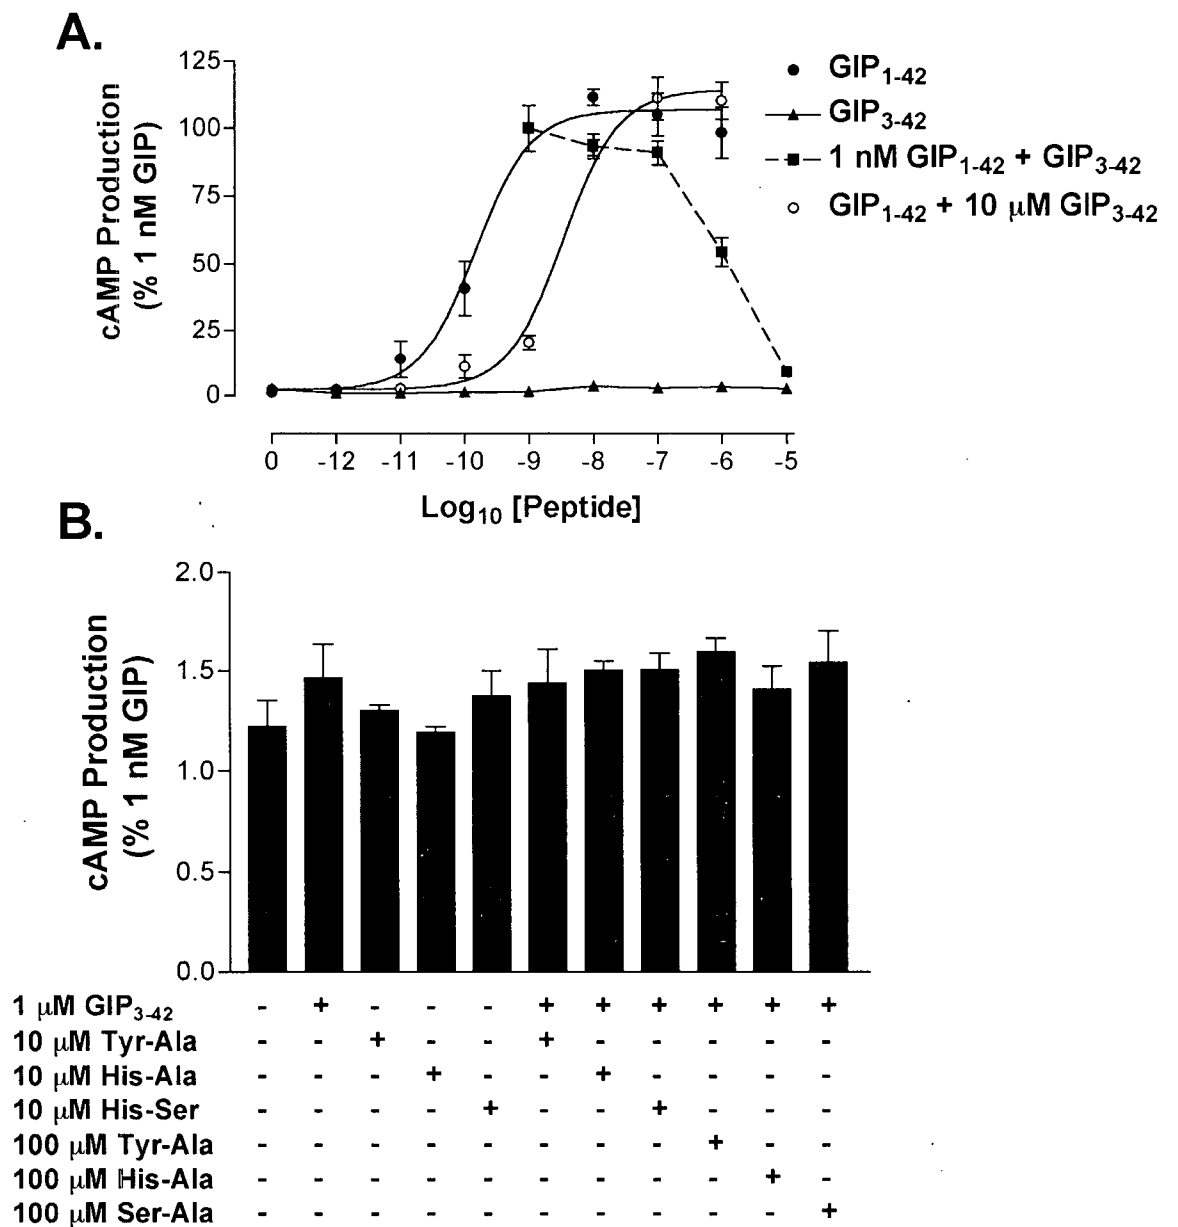 A.
cAMP Production
(% 1 nM GIP)
125
100
75
50
25
0
GIP1-42
GIP3-42
1 nM GIP1-42 + GIP3-42
GIP1-42 + 10 μM GIP3-42
0 -12 -11 -10 -9 -8 -7 -6 -5
Log10 [Peptide]
B.
cAMP Production
(% 1 nM GIP)
2.0
1.5
1.0
0.5
0.0
1 μM GIP3-42 - + - - - + + + + + +
10 μM Tyr-Ala - - + - - + - - - - -
10 μM His-Ala - - - + - - + - - - -
10 μM His-Ser - - - - + - - + - - -
100 μM Tyr-Ala - - - - - - - - + - -
100 μM His-Ala - - - - - - - - - + -
100 μM Ser-Ala - - - - - - - - - - +